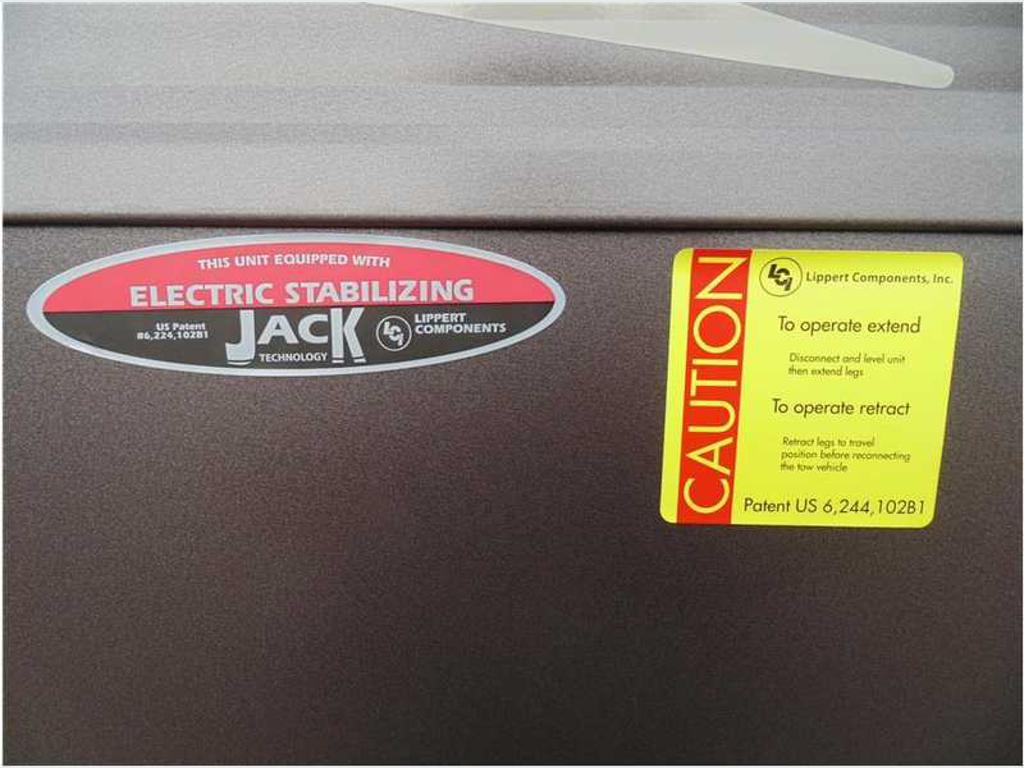 THIS UNIT EQUIPPED WITH
ELECTRIC STABILIZING
US Patent
#6,224,102B1
JACK
TECHNOLOGY
LCI
LIPPERT
COMPONENTS
CAUTION
LCI
Lippert Components, Inc.
To operate extend
Disconnect and level unit
then extend legs
To operate retract
Retract legs to travel
position before reconnecting
the tow vehicle
Patent US 6,244,102B1